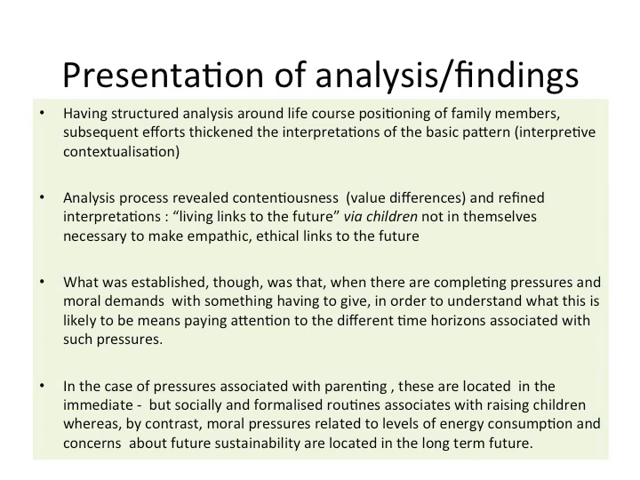 Presentation of analysis/findings
• Having structured analysis around life course positioning of family members,
subsequent efforts thickened the interpretations of the basic pattern (interpretive
contextualisation)
• Analysis process revealed contentiousness (value differences) and refined
interpretations : “living links to the future” via children not in themselves
necessary to make empathic, ethical links to the future
• What was established, though, was that, when there are completing pressures and
moral demands with something having to give, in order to understand what this is
likely to be means paying attention to the different time horizons associated with
such pressures.
• In the case of pressures associated with parenting , these are located in the
immediate - but socially and formalised routines associates with raising children
whereas, by contrast, moral pressures related to levels of energy consumption and
concerns about future sustainability are located in the long term future.